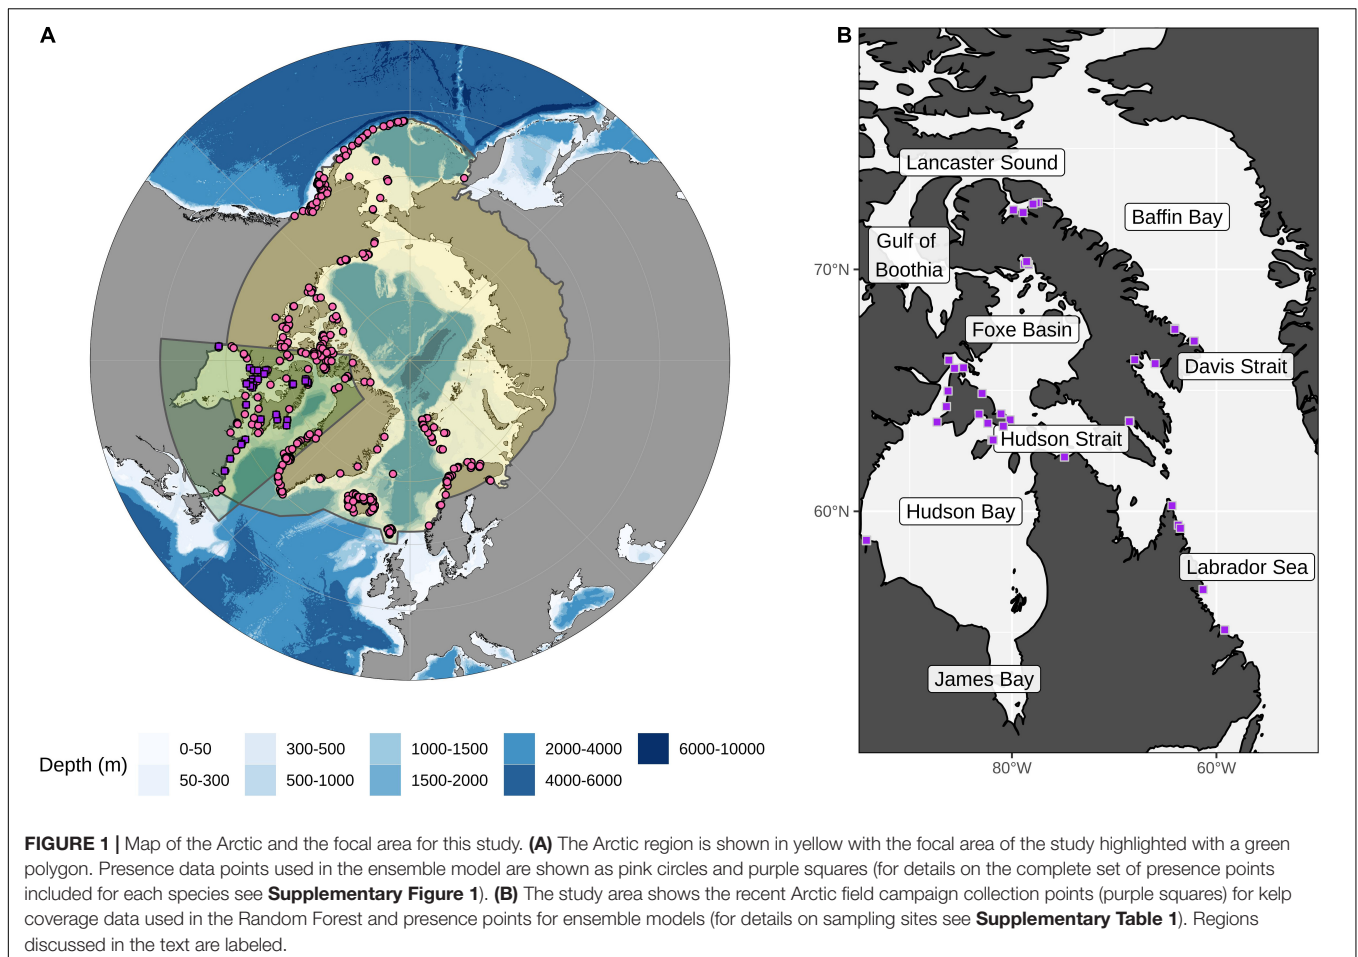 A
B
Lancaster Sound
Baffin Bay
Gulf of
Boothia
70°N
Foxe Basin
Davis Strait
Hudson Strait
60°N
Hudson Bay
Labrador Sea
James Bay
80°W
60°W
Depth (m)
0-50
300-500
1000-1500
2000-4000
6000-10000
50-300
500-1000
1500-2000
4000-6000
FIGURE 1 | Map of the Arctic and the focal area for this study. (A) The Arctic region is shown in yellow with the focal area of the study highlighted with a green
polygon. Presence data points used in the ensemble model are shown as pink circles and purple squares (for details on the complete set of presence points
included for each species see Supplementary Figure 1). (B) The study area shows the recent Arctic field campaign collection points (purple squares) for kelp
coverage data used in the Random Forest and presence points for ensemble models (for details on sampling sites see Supplementary Table 1). Regions
discussed in the text are labeled.